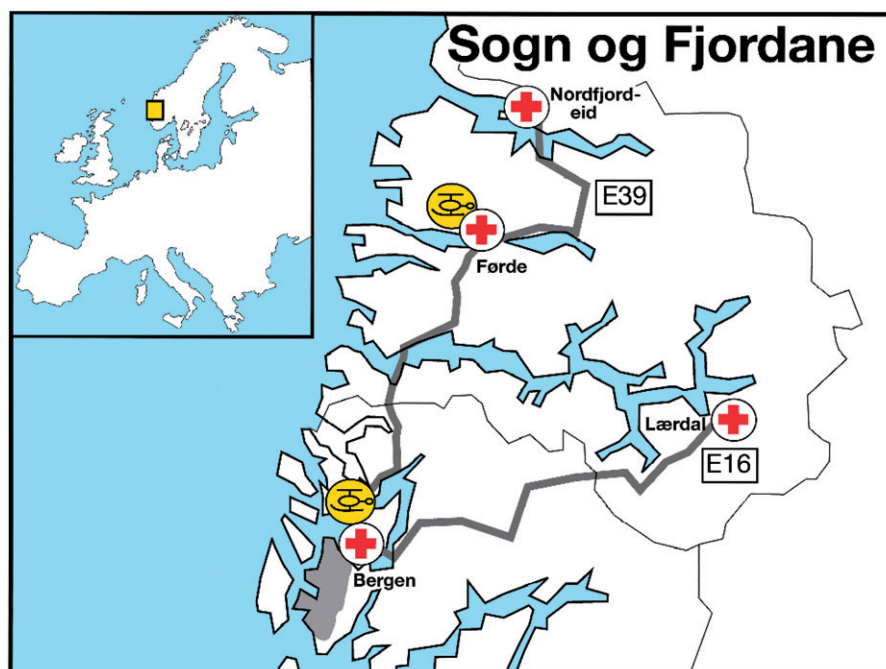 Sogn og Fjordane
Nordfjord-
eid
E39
Førde
Lærdal
E16
Bergen